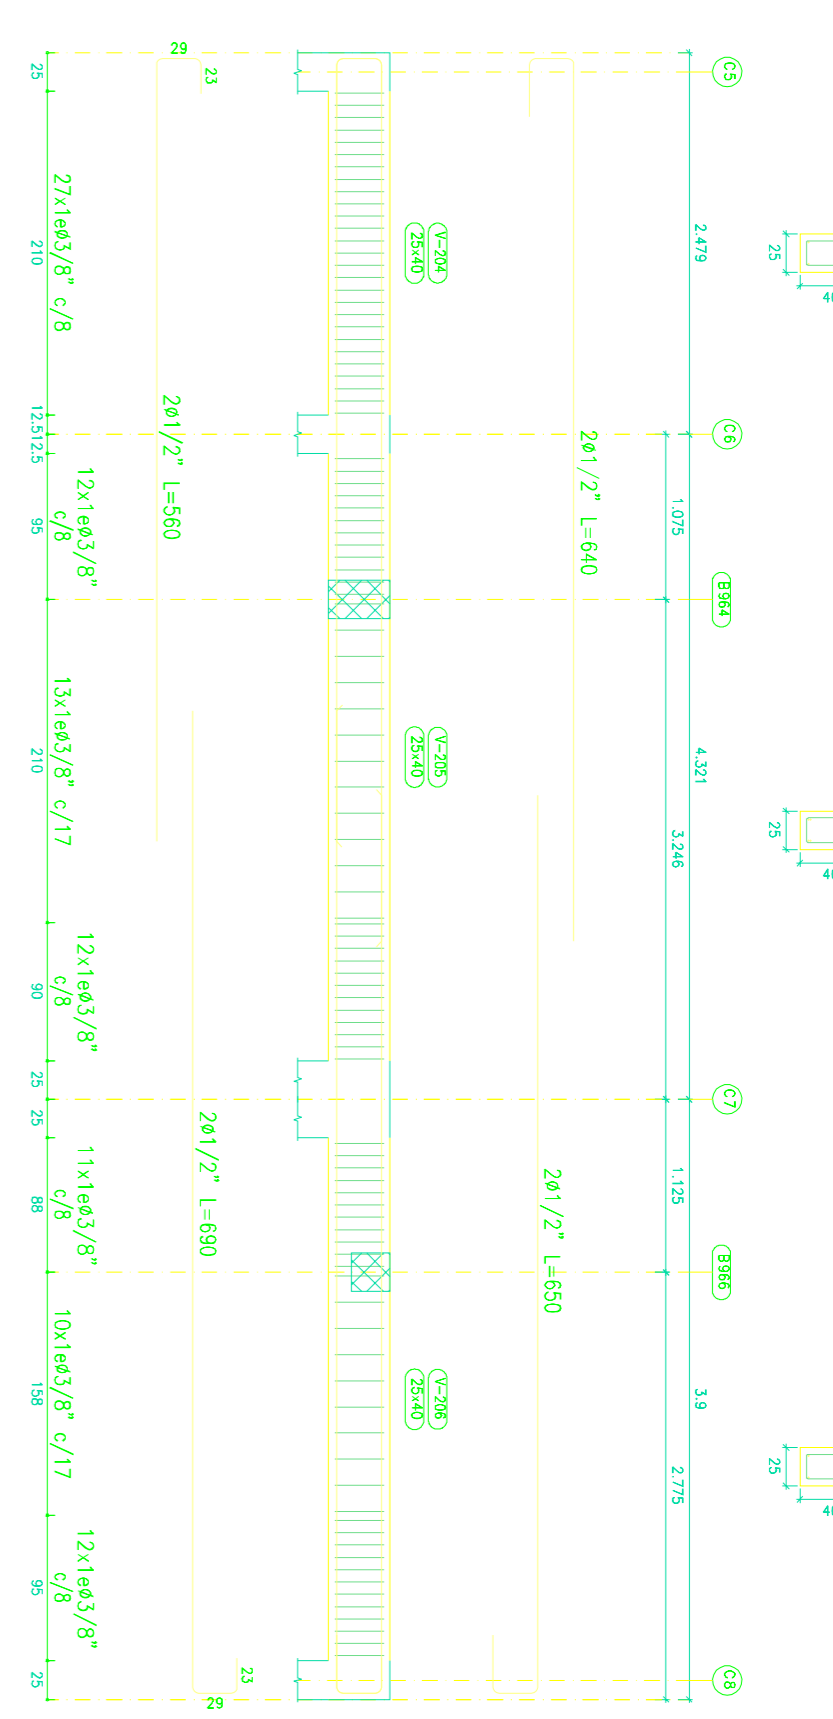 C5
C6
B964
C7
B966
C8
2.479
4.321
3.9
1.075
3.246
1.125
2.775
2ø1/2" L=640
2ø1/2" L=650
V-204
25x40
V-205
25x40
V-206
25x40
23
29
2ø1/2" L=560
2ø1/2" L=690
23
29
27x1eø3/8" c/8
12x1eø3/8"
c/8
13x1eø3/8" c/17
12x1eø3/8"
c/8
11x1eø3/8"
c/8
10x1eø3/8" c/17
12x1eø3/8"
c/8
25
210
12.5
12.5
95
210
90
25
25
88
158
95
25
25
25
25